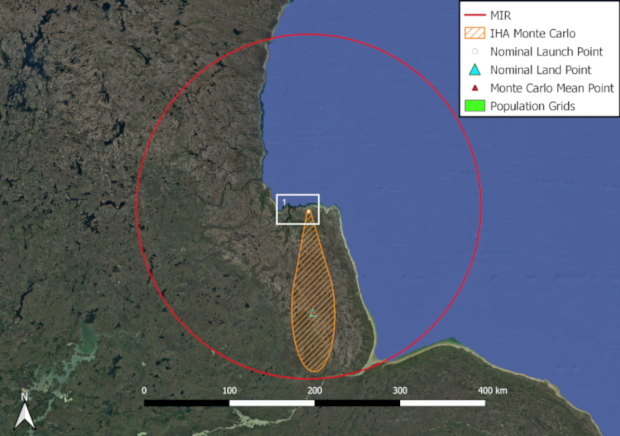 MIR
IHA Monte Carlo
Nominal Launch Point
Nominal Land Point
Monte Carlo Mean Point
Population Grids
1
N
0 100 200 300 400 km